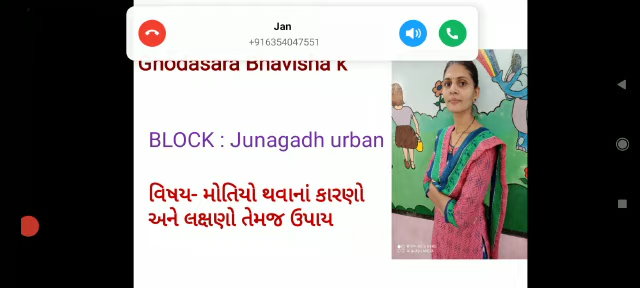 Jan
+916354047551
Ghodasara Bhavisha k
BLOCK : Junagadh urban
વિષય- મોતિયો થવાનાં કારણો
અને લક્ષણો તેમજ ઉપાય